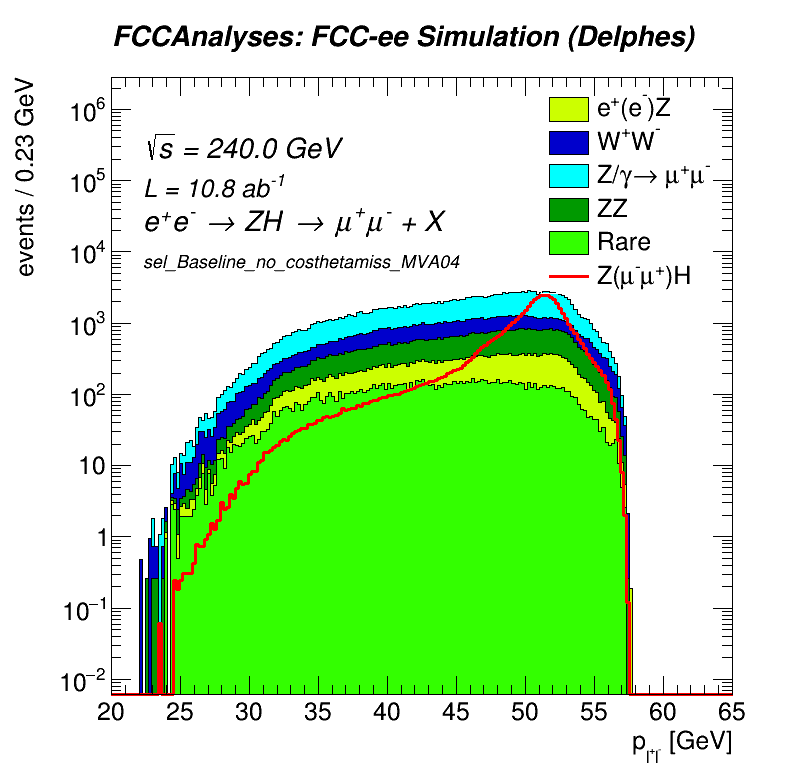 FCCAnalyses: FCC-ee Simulation (Delphes)
events / 0.23 GeV
10⁶
10⁵
10⁴
10³
10²
10
1
10⁻¹
10⁻²
√s = 240.0 GeV
L = 10.8 ab⁻¹
e⁺e⁻ → ZH → μ⁺μ⁻ + X
sel_Baseline_no_costhetamiss_MVA04
e⁺(e⁻)Z
W⁺W⁻
Z/γ→ μ⁺μ⁻
ZZ
Rare
Z(μ⁻μ⁺)H
20 25 30 35 40 45 50 55 60 65
p_l⁺l⁻ [GeV]